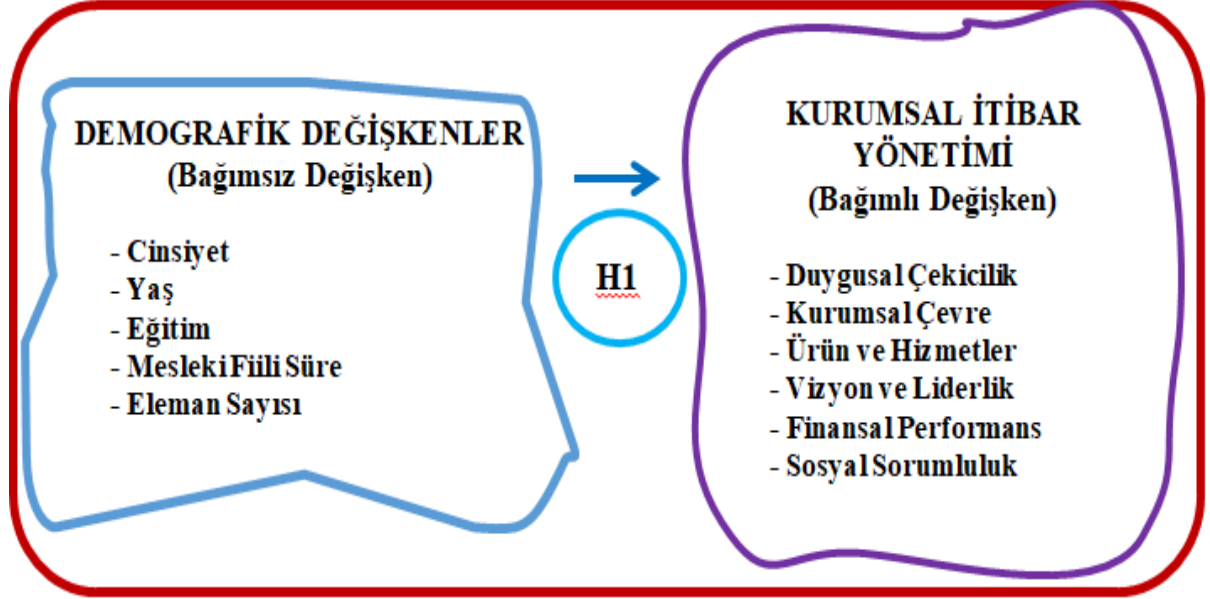 DEMOGRAFİK DEĞİŞKENLER
(Bağımsız Değişken)
- Cinsiyet
- Yaş
- Eğitim
- Mesleki Fiili Süre
- Eleman Sayısı
H1
KURUMSAL İTİBAR
YÖNETİMİ
(Bağımlı Değişken)
- Duygusal Çekicilik
- Kurumsal Çevre
- Ürün ve Hizmetler
- Vizyon ve Liderlik
- Finansal Performans
- Sosyal Sorumluluk